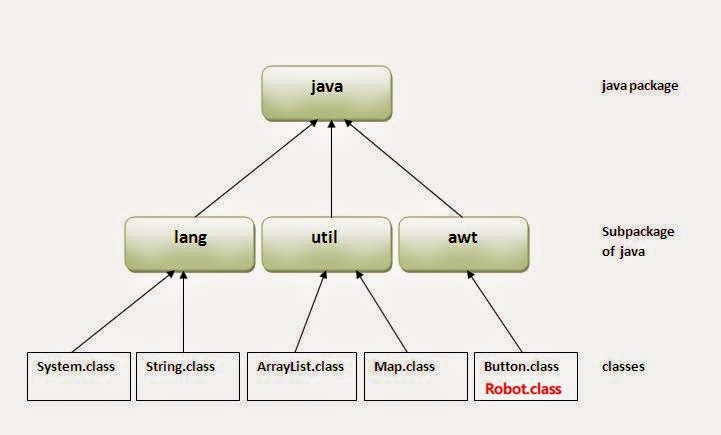 java
java package
lang
util
awt
Subpackage
of java
System.class
String.class
ArrayList.class
Map.class
Button.class
Robot.class
classes